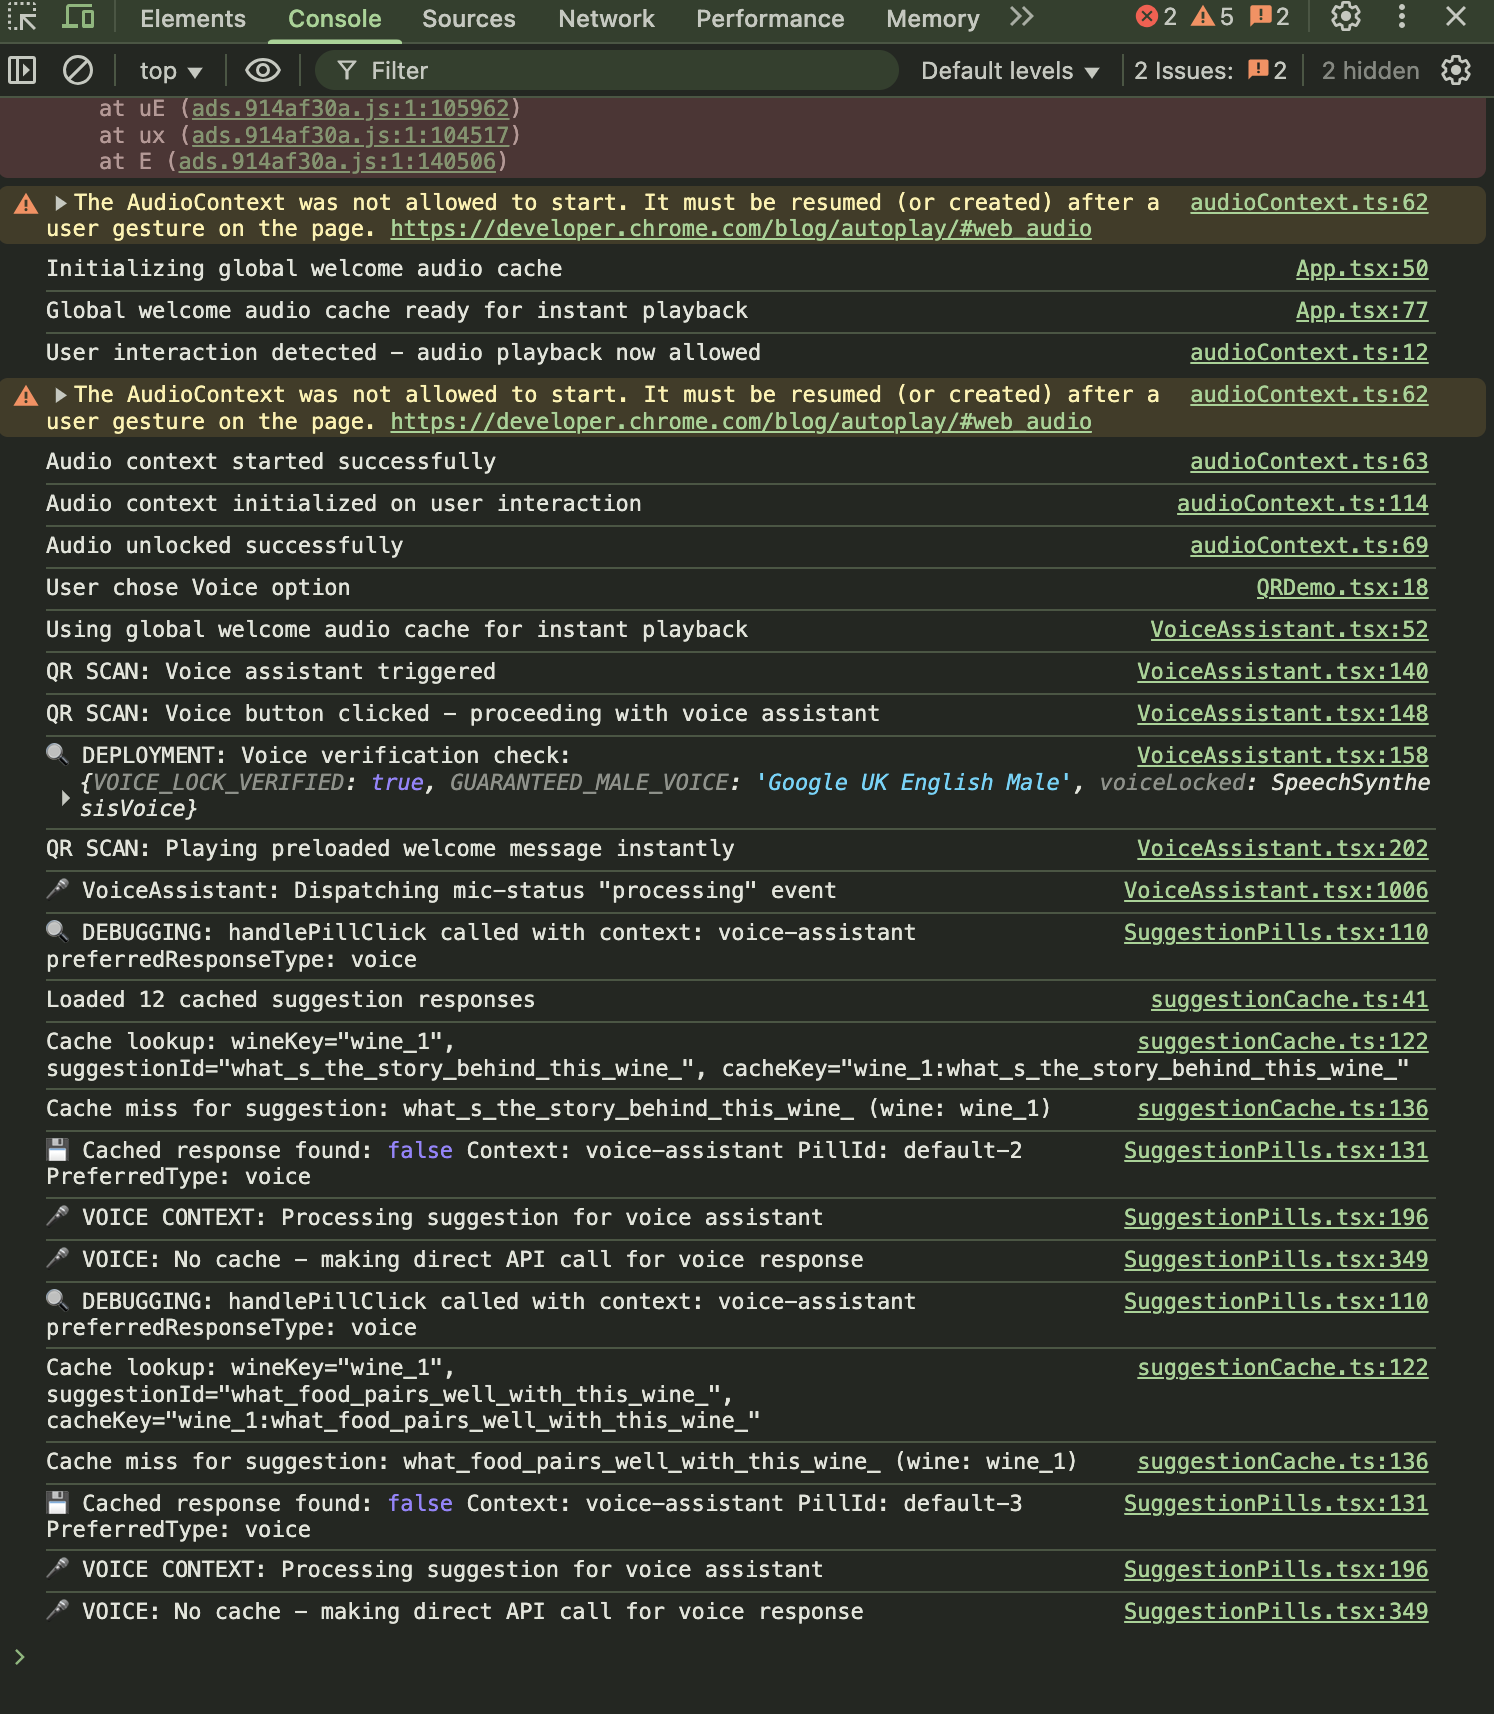 Elements Console Sources Network Performance Memory 2 5 2
top Filter Default levels 2 Issues: 2 2 hidden
at uE (ads.914af30a.js:1:105962)
at ux (ads.914af30a.js:1:104517)
at E (ads.914af30a.js:1:140506)
The AudioContext was not allowed to start. It must be resumed (or created) after a audioContext.ts:62
user gesture on the page. https://developer.chrome.com/blog/autoplay/#web_audio
Initializing global welcome audio cache App.tsx:50
Global welcome audio cache ready for instant playback App.tsx:77
User interaction detected – audio playback now allowed audioContext.ts:12
The AudioContext was not allowed to start. It must be resumed (or created) after a audioContext.ts:62
user gesture on the page. https://developer.chrome.com/blog/autoplay/#web_audio
Audio context started successfully audioContext.ts:63
Audio context initialized on user interaction audioContext.ts:114
Audio unlocked successfully audioContext.ts:69
User chose Voice option QRDemo.tsx:18
Using global welcome audio cache for instant playback VoiceAssistant.tsx:52
QR SCAN: Voice assistant triggered VoiceAssistant.tsx:140
QR SCAN: Voice button clicked – proceeding with voice assistant VoiceAssistant.tsx:148
🔍 DEPLOYMENT: Voice verification check: VoiceAssistant.tsx:158
{VOICE_LOCK_VERIFIED: true, GUARANTEED_MALE_VOICE: 'Google UK English Male', voiceLocked: SpeechSynthe
sisVoice}
QR SCAN: Playing preloaded welcome message instantly VoiceAssistant.tsx:202
🎤 VoiceAssistant: Dispatching mic-status "processing" event VoiceAssistant.tsx:1006
🔍 DEBUGGING: handlePillClick called with context: voice-assistant SuggestionPills.tsx:110
preferredResponseType: voice
Loaded 12 cached suggestion responses suggestionCache.ts:41
Cache lookup: wineKey="wine_1", suggestionCache.ts:122
suggestionId="what_s_the_story_behind_this_wine_", cacheKey="wine_1:what_s_the_story_behind_this_wine_"
Cache miss for suggestion: what_s_the_story_behind_this_wine_ (wine: wine_1) suggestionCache.ts:136
💾 Cached response found: false Context: voice-assistant PillId: default-2 SuggestionPills.tsx:131
PreferredType: voice
🎤 VOICE CONTEXT: Processing suggestion for voice assistant SuggestionPills.tsx:196
🎤 VOICE: No cache – making direct API call for voice response SuggestionPills.tsx:349
🔍 DEBUGGING: handlePillClick called with context: voice-assistant SuggestionPills.tsx:110
preferredResponseType: voice
Cache lookup: wineKey="wine_1", suggestionCache.ts:122
suggestionId="what_food_pairs_well_with_this_wine_",
cacheKey="wine_1:what_food_pairs_well_with_this_wine_"
Cache miss for suggestion: what_food_pairs_well_with_this_wine_ (wine: wine_1) suggestionCache.ts:136
💾 Cached response found: false Context: voice-assistant PillId: default-3 SuggestionPills.tsx:131
PreferredType: voice
🎤 VOICE CONTEXT: Processing suggestion for voice assistant SuggestionPills.tsx:196
🎤 VOICE: No cache – making direct API call for voice response SuggestionPills.tsx:349